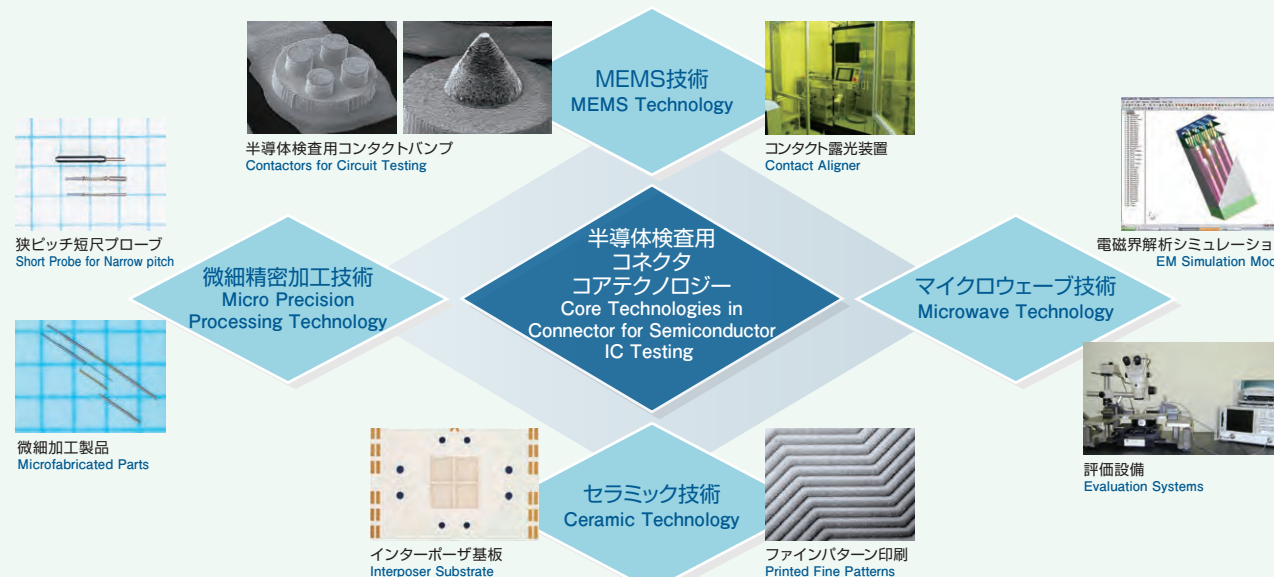 MEMS技術
MEMS Technology
半導体検査用コンタクトバンプ
Contactors for Circuit Testing
コンタクト露光装置
Contact Aligner
狭ピッチ短尺プローブ
Short Probe for Narrow pitch
電磁界解析シミュレーショ
EM Simulation
半導体検査用
コネクタ
コアテクノロジー
Core Technologies in
Connector for Semiconductor
IC Testing
微細精密加工技術
Micro Precision
Processing Technology
マイクロウェーブ技術
Microwave Technology
微細加工製品
Microfabricated Parts
評価設備
Evaluation Systems
セラミック技術
Ceramic Technology
インターポーザ基板
Interposer Substrate
ファインパターン印刷
Printed Fine Patterns